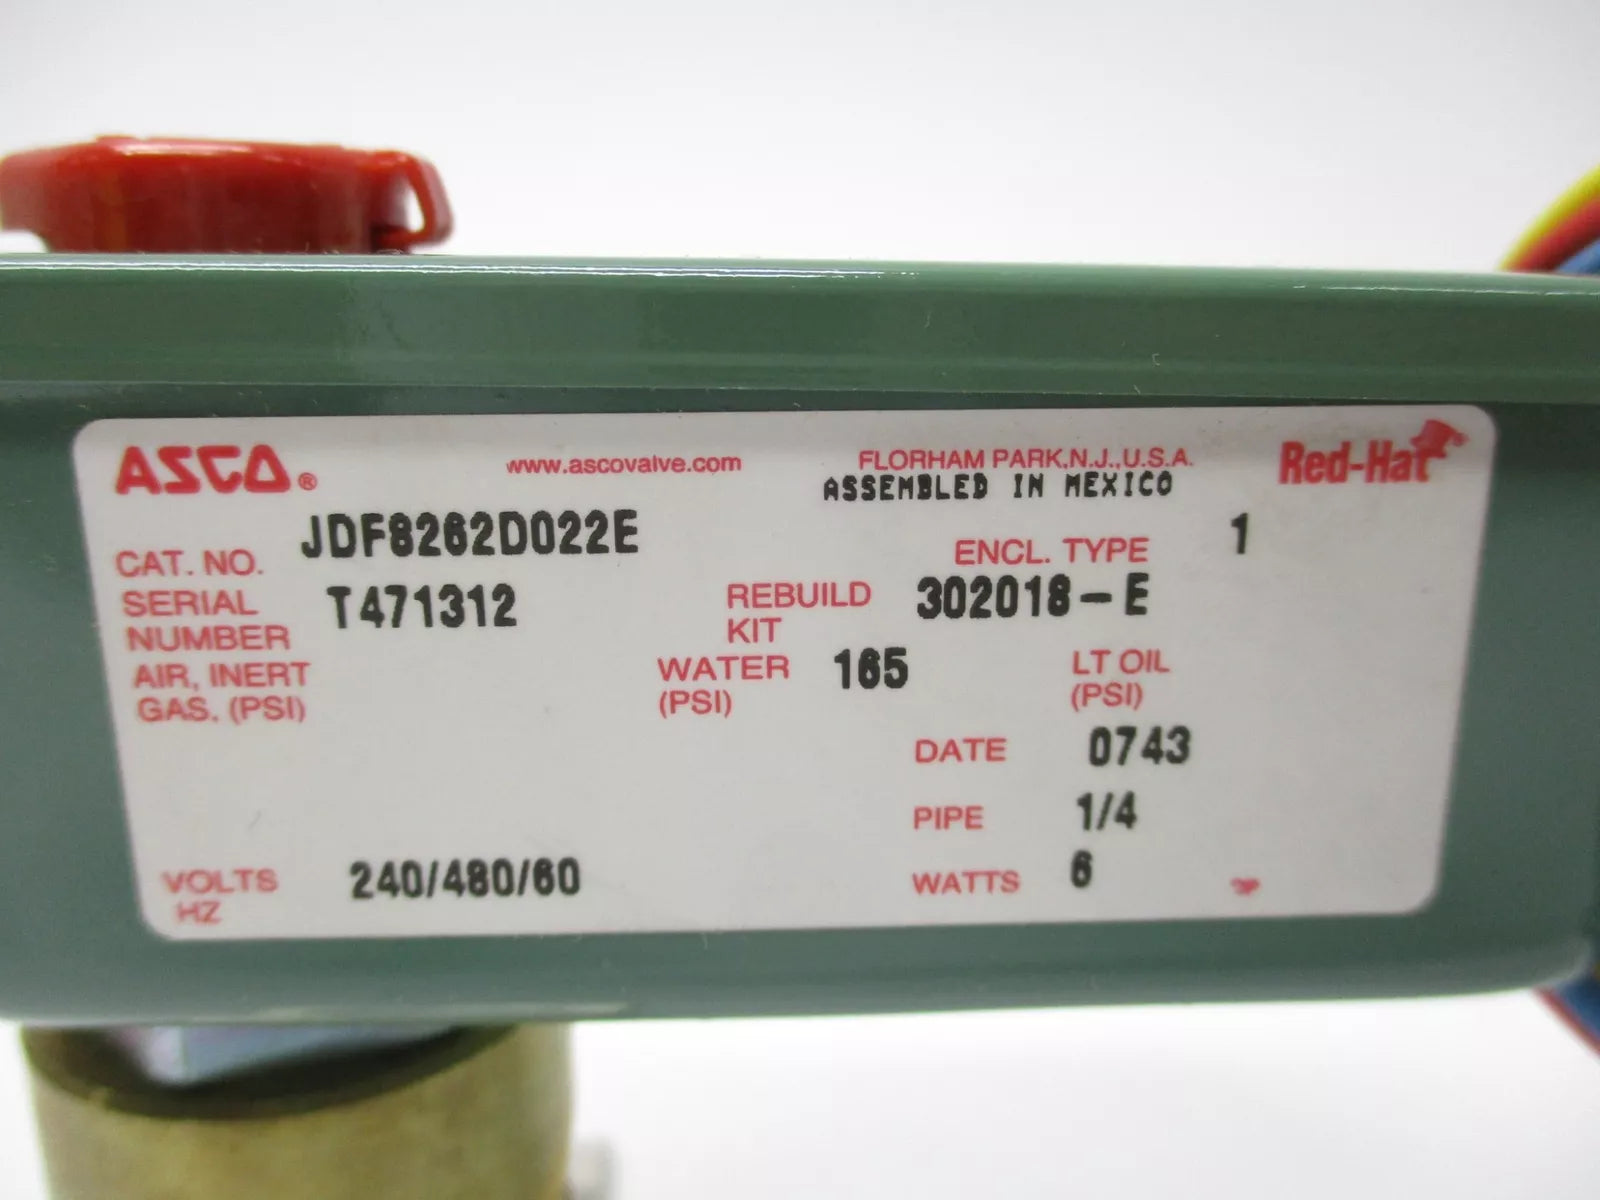 ASCO® www.ascovalve.com FLORHAM PARK, N.J., U.S.A. Red-Hat®
ASSEMBLED IN MEXICO
CAT. NO. JDF8262D022E ENCL. TYPE 1
SERIAL NUMBER T471312 REBUILD KIT 302018-E
AIR, INERT GAS. (PSI) WATER (PSI) 165 LT OIL (PSI)
DATE 0743
PIPE 1/4
VOLTS HZ 240/480/60 WATTS 6